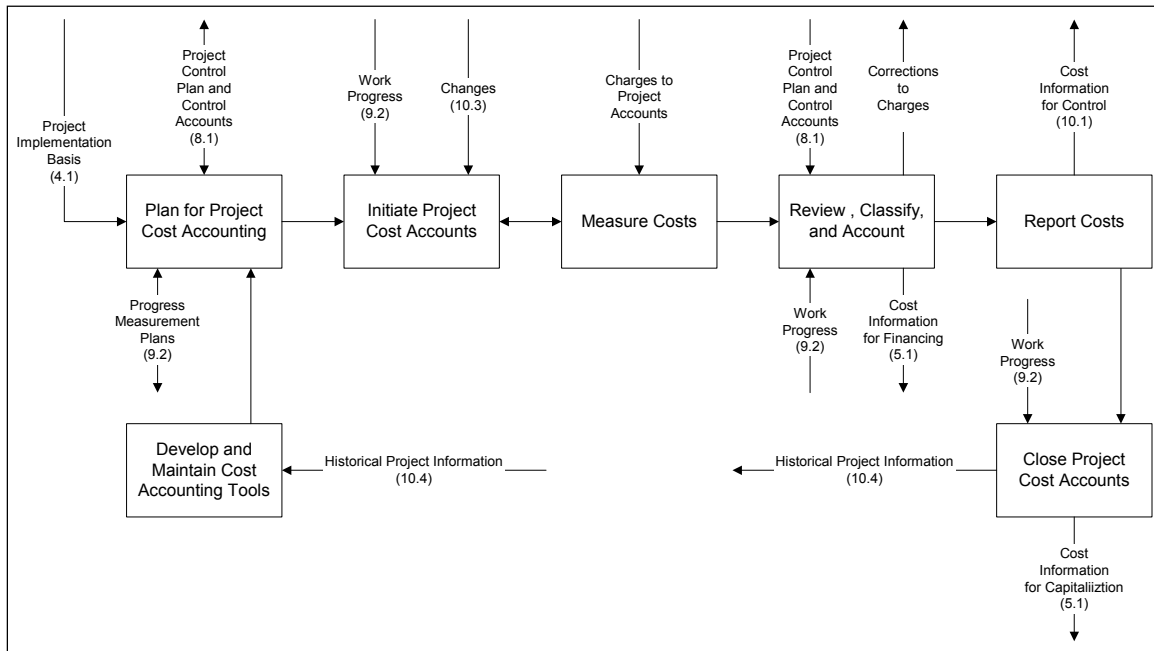 Project
Implementation
Basis
(4.1)
Project
Control
Plan and
Control
Accounts
(8.1)
Work
Progress
(9.2)
Changes
(10.3)
Charges to
Project
Accounts
Project
Control
Plan and
Control
Accounts
(8.1)
Corrections
to
Charges
Cost
Information
for Control
(10.1)
Plan for Project
Cost Accounting
Initiate Project
Cost Accounts
Measure Costs
Review , Classify,
and Account
Report Costs
Progress
Measurement
Plans
(9.2)
Work
Progress
(9.2)
Cost
Information
for Financing
(5.1)
Work
Progress
(9.2)
Develop and
Maintain Cost
Accounting Tools
Historical Project Information
(10.4)
Historical Project Information
(10.4)
Close Project
Cost Accounts
Cost
Information
for Capitaliiztion
(5.1)